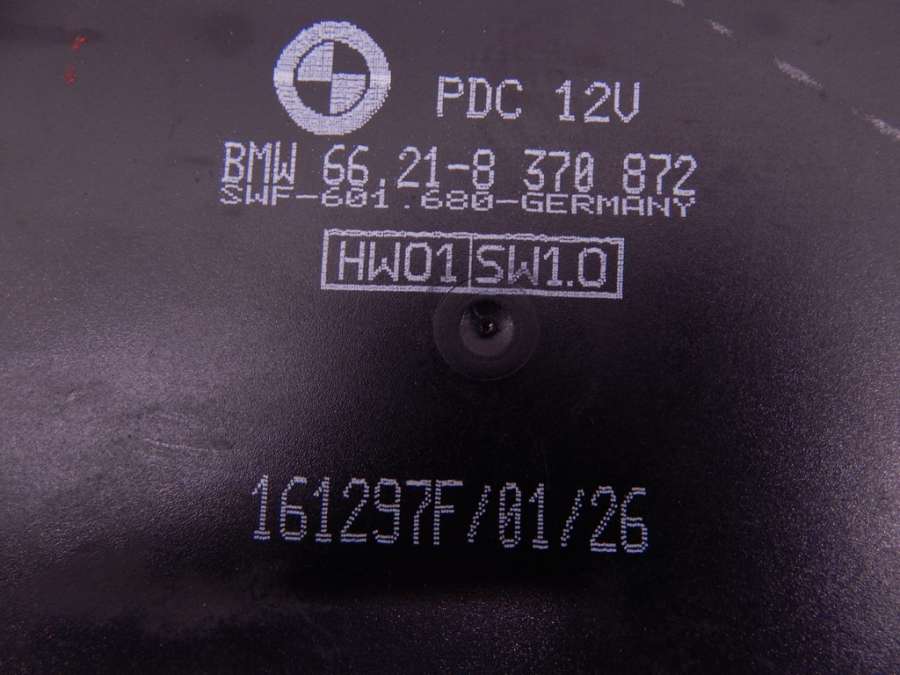 PDC 12V
BMW 66.21-8 370 872
SWF-601.680-GERMANY
HW01 SW1.0
161297F/01/26